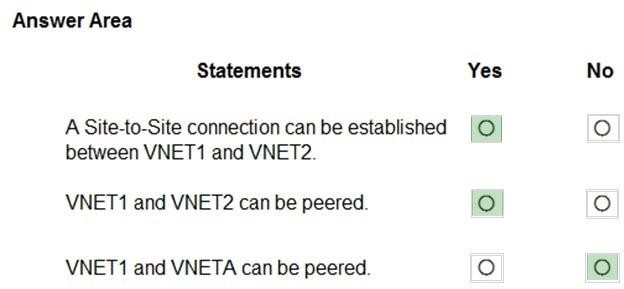 Answer Area
Statements Yes No
A Site-to-Site connection can be established
between VNET1 and VNET2.
VNET1 and VNET2 can be peered.
VNET1 and VNETA can be peered.